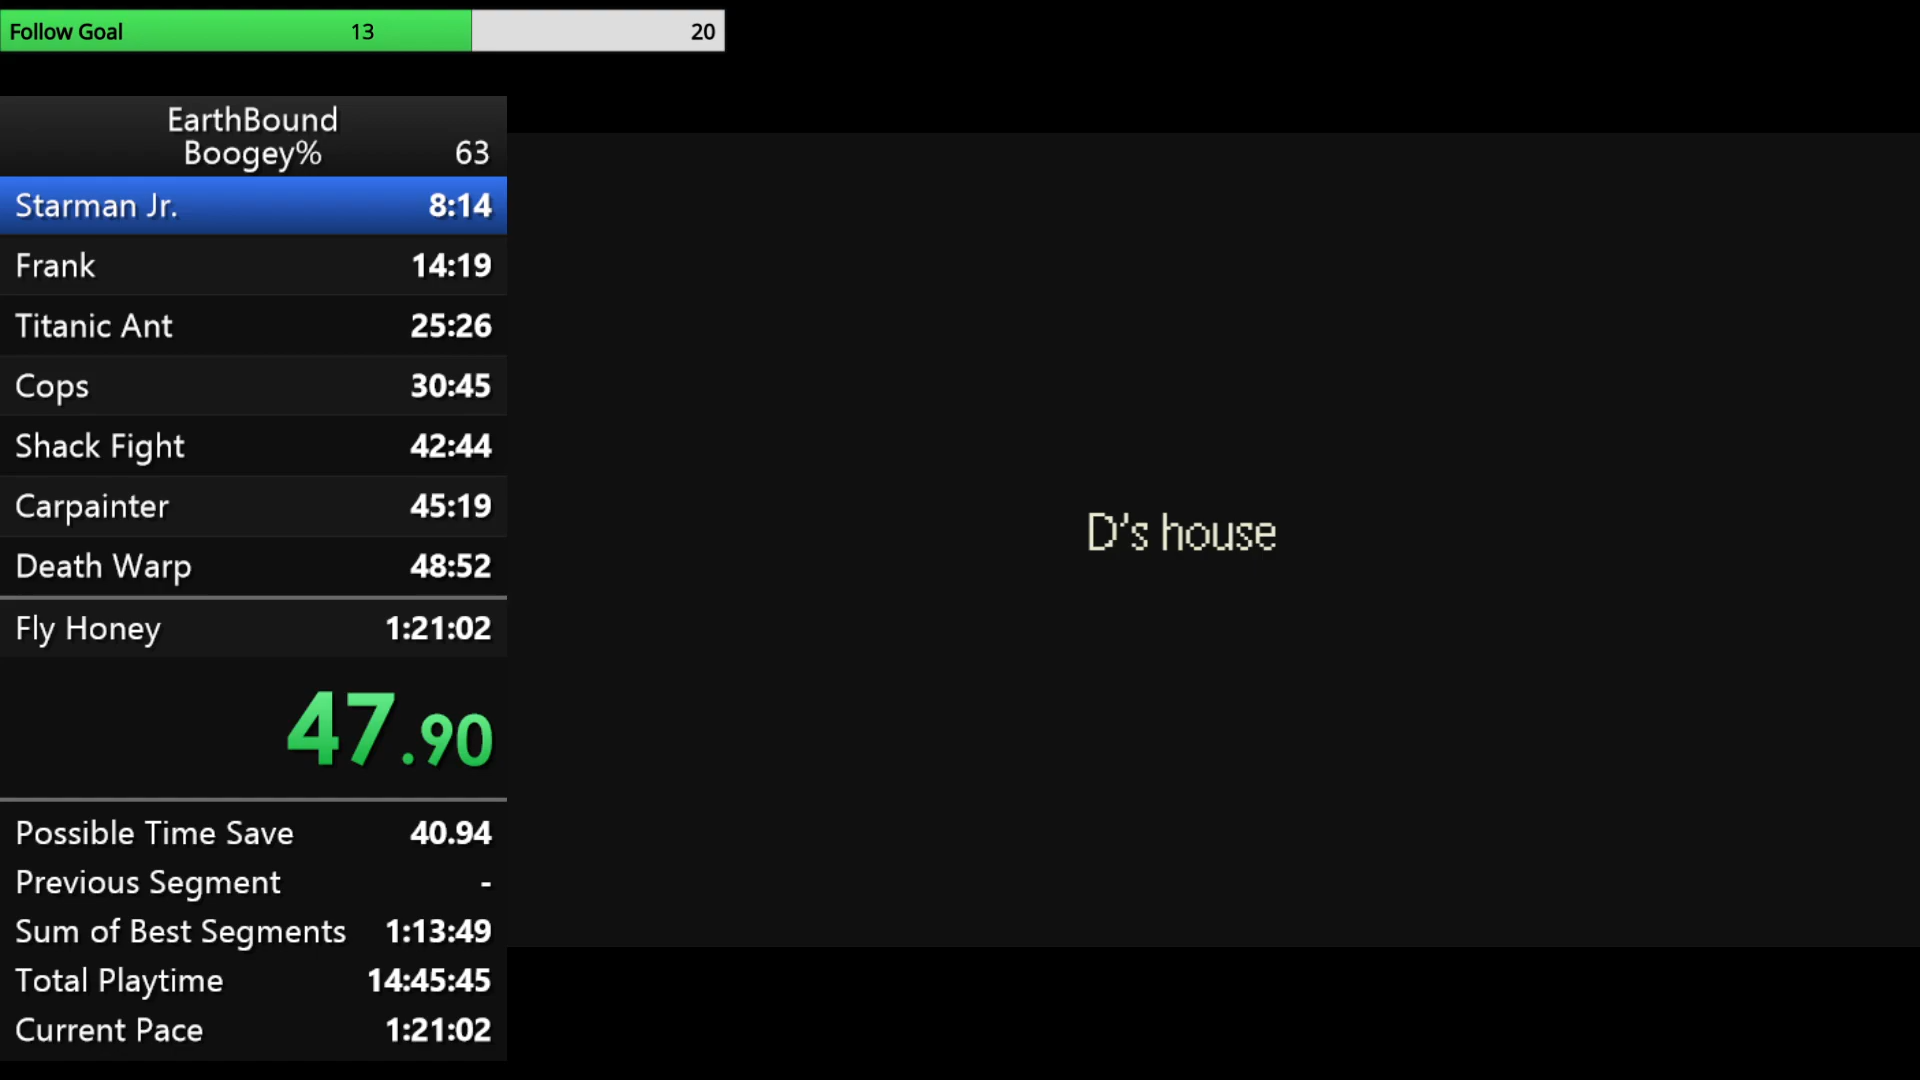 Follow Goal 13 20
EarthBound
Boogey% 63
Starman Jr. 8:14
Frank 14:19
Titanic Ant 25:26
Cops 30:45
Shack Fight 42:44
Carpainter 45:19
Death Warp 48:52
Fly Honey 1:21:02
47.90
Possible Time Save 40.94
Previous Segment -
Sum of Best Segments 1:13:49
Total Playtime 14:45:45
Current Pace 1:21:02
D's house